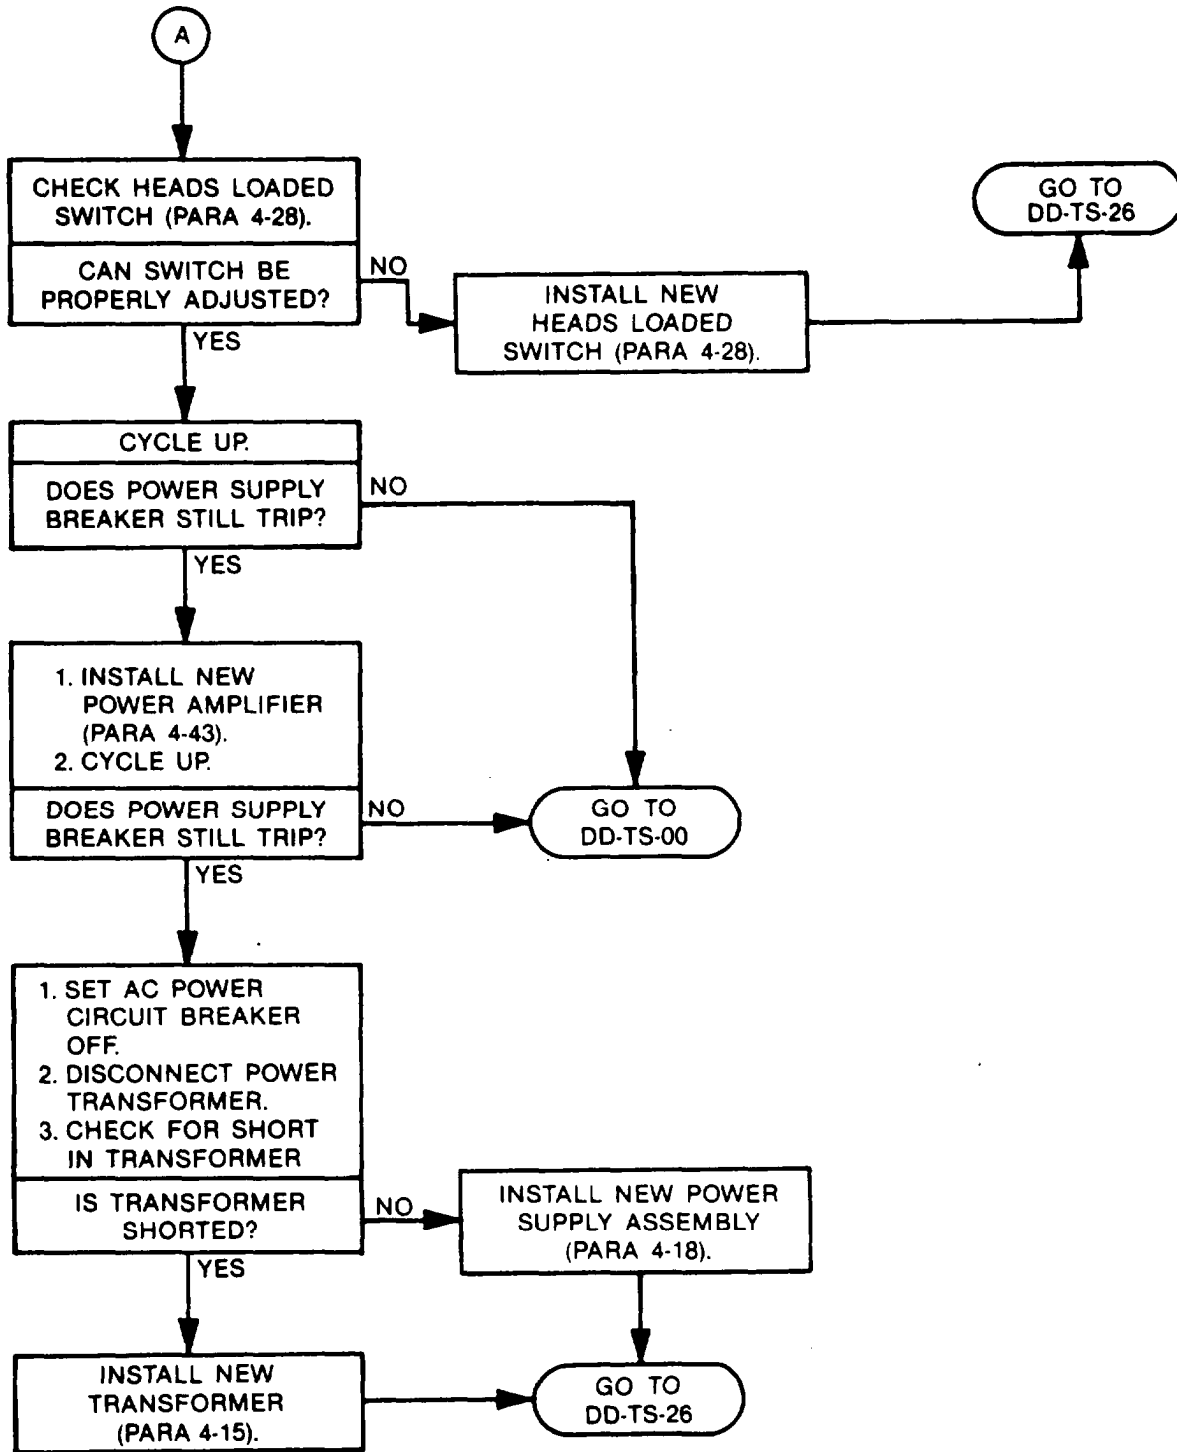 A
CHECK HEADS LOADED
SWITCH (PARA 4-28).
CAN SWITCH BE
PROPERLY ADJUSTED?
NO
YES
INSTALL NEW
HEADS LOADED
SWITCH (PARA 4-28).
GO TO
DD-TS-26
CYCLE UP.
DOES POWER SUPPLY
BREAKER STILL TRIP?
NO
YES
1. INSTALL NEW
POWER AMPLIFIER
(PARA 4-43).
2. CYCLE UP.
DOES POWER SUPPLY
BREAKER STILL TRIP?
NO
YES
GO TO
DD-TS-00
1. SET AC POWER
CIRCUIT BREAKER
OFF.
2. DISCONNECT POWER
TRANSFORMER.
3. CHECK FOR SHORT
IN TRANSFORMER
IS TRANSFORMER
SHORTED?
NO
YES
INSTALL NEW POWER
SUPPLY ASSEMBLY
(PARA 4-18).
INSTALL NEW
TRANSFORMER
(PARA 4-15).
GO TO
DD-TS-26